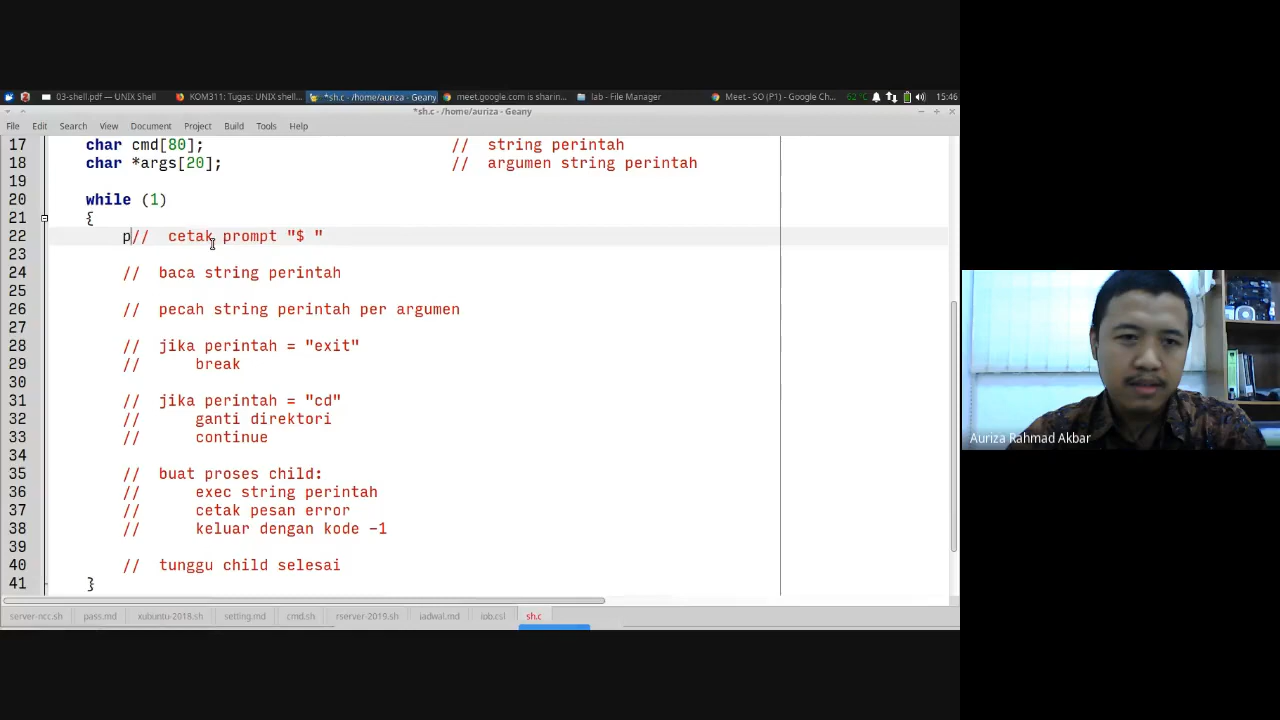 03-shell.pdf — UNIX Shell
KOM311: Tugas: UNIX shell...
*sh.c - /home/auriza - Geany
meet.google.com is sharin...
lab - File Manager
Meet - SO (P1) - Google Ch...
62°C
15:46
*sh.c - /home/auriza - Geany
File Edit Search View Document Project Build Tools Help
17 char cmd[80]; // string perintah
18 char *args[20]; // argumen string perintah
19
20 while (1)
21 {
22 p// cetak prompt "$ "
23
24 // baca string perintah
25
26 // pecah string perintah per argumen
27
28 // jika perintah = "exit"
29 // break
30
31 // jika perintah = "cd"
32 // ganti direktori
33 // continue
34
35 // buat proses child:
36 // exec string perintah
37 // cetak pesan error
38 // keluar dengan kode -1
39
40 // tunggu child selesai
41 }
server-ncc.sh pass.md xubuntu-2018.sh setting.md cmd.sh rserver-2019.sh jadwal.md iob.csl sh.c
Auriza Rahmad Akbar